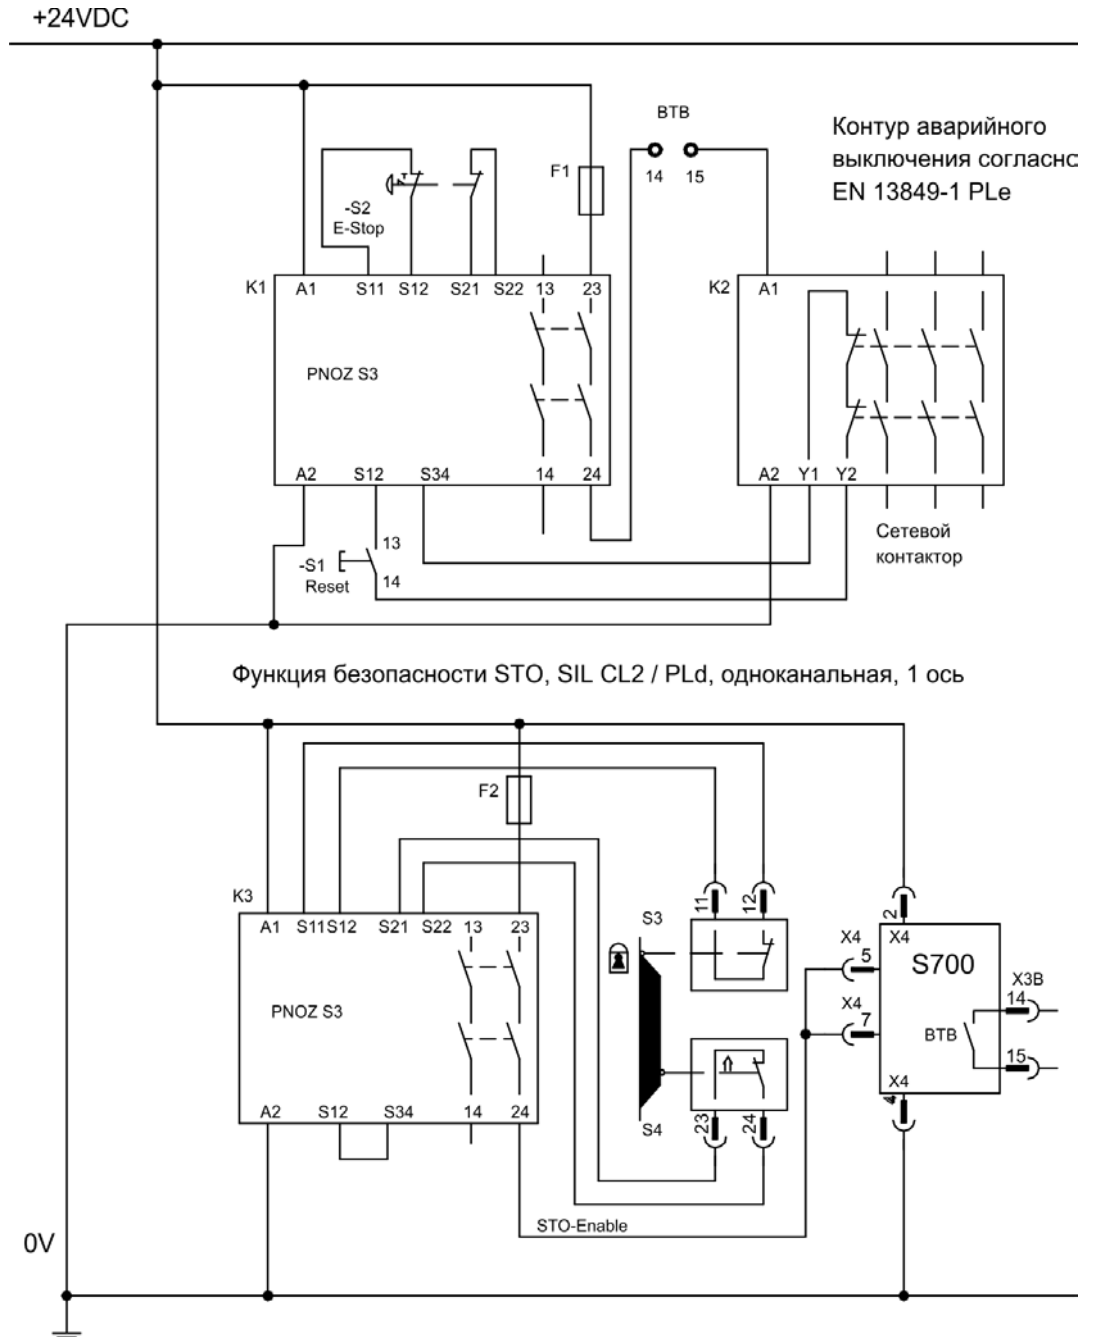 +24VDC
BTB
14 15
Контур аварийного
выключения согласно
EN 13849-1 PLe
F1
-S2
E-Stop
K1 A1 S11 S12 S21 S22 13 23
K2 A1
PNOZ S3
A2 S12 S34 14 24
A2 Y1 Y2
Сетевой
контактор
13
-S1
Reset
14
Функция безопасности STO, SIL CL2 / PLd, одноканальная, 1 ось
F2
K3
11 12
2
S3
A1 S11 S12 S21 S22 13 23
X4
5
X4
S700
X3B
14
X4
7
PNOZ S3
BTB
15
X4
4
A2 S12 S34 14 24
S4
23 24
STO-Enable
0V